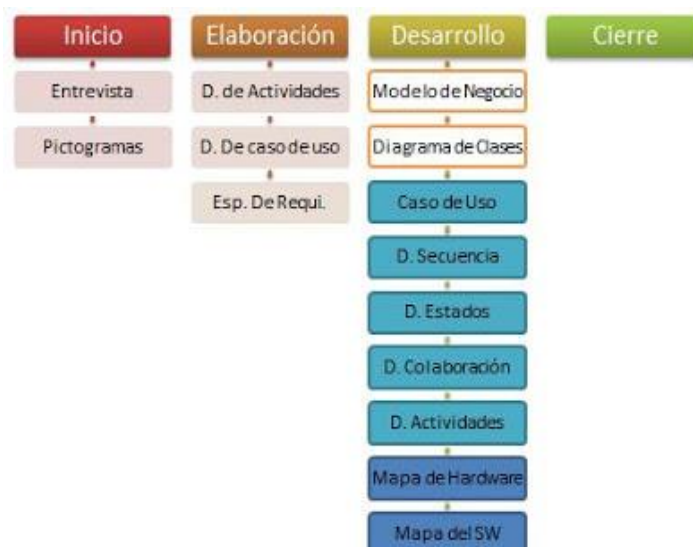 Inicio
Entrevista
Pictogramas
Elaboración
D. de Actividades
D. De caso de uso
Esp. De Requi.
Desarrollo
Modelo de Negocio
Diagrama de Clases
Caso de Uso
D. Secuencia
D. Estados
D. Colaboración
D. Actividades
Mapa de Hardware
Mapa del SW
Cierre